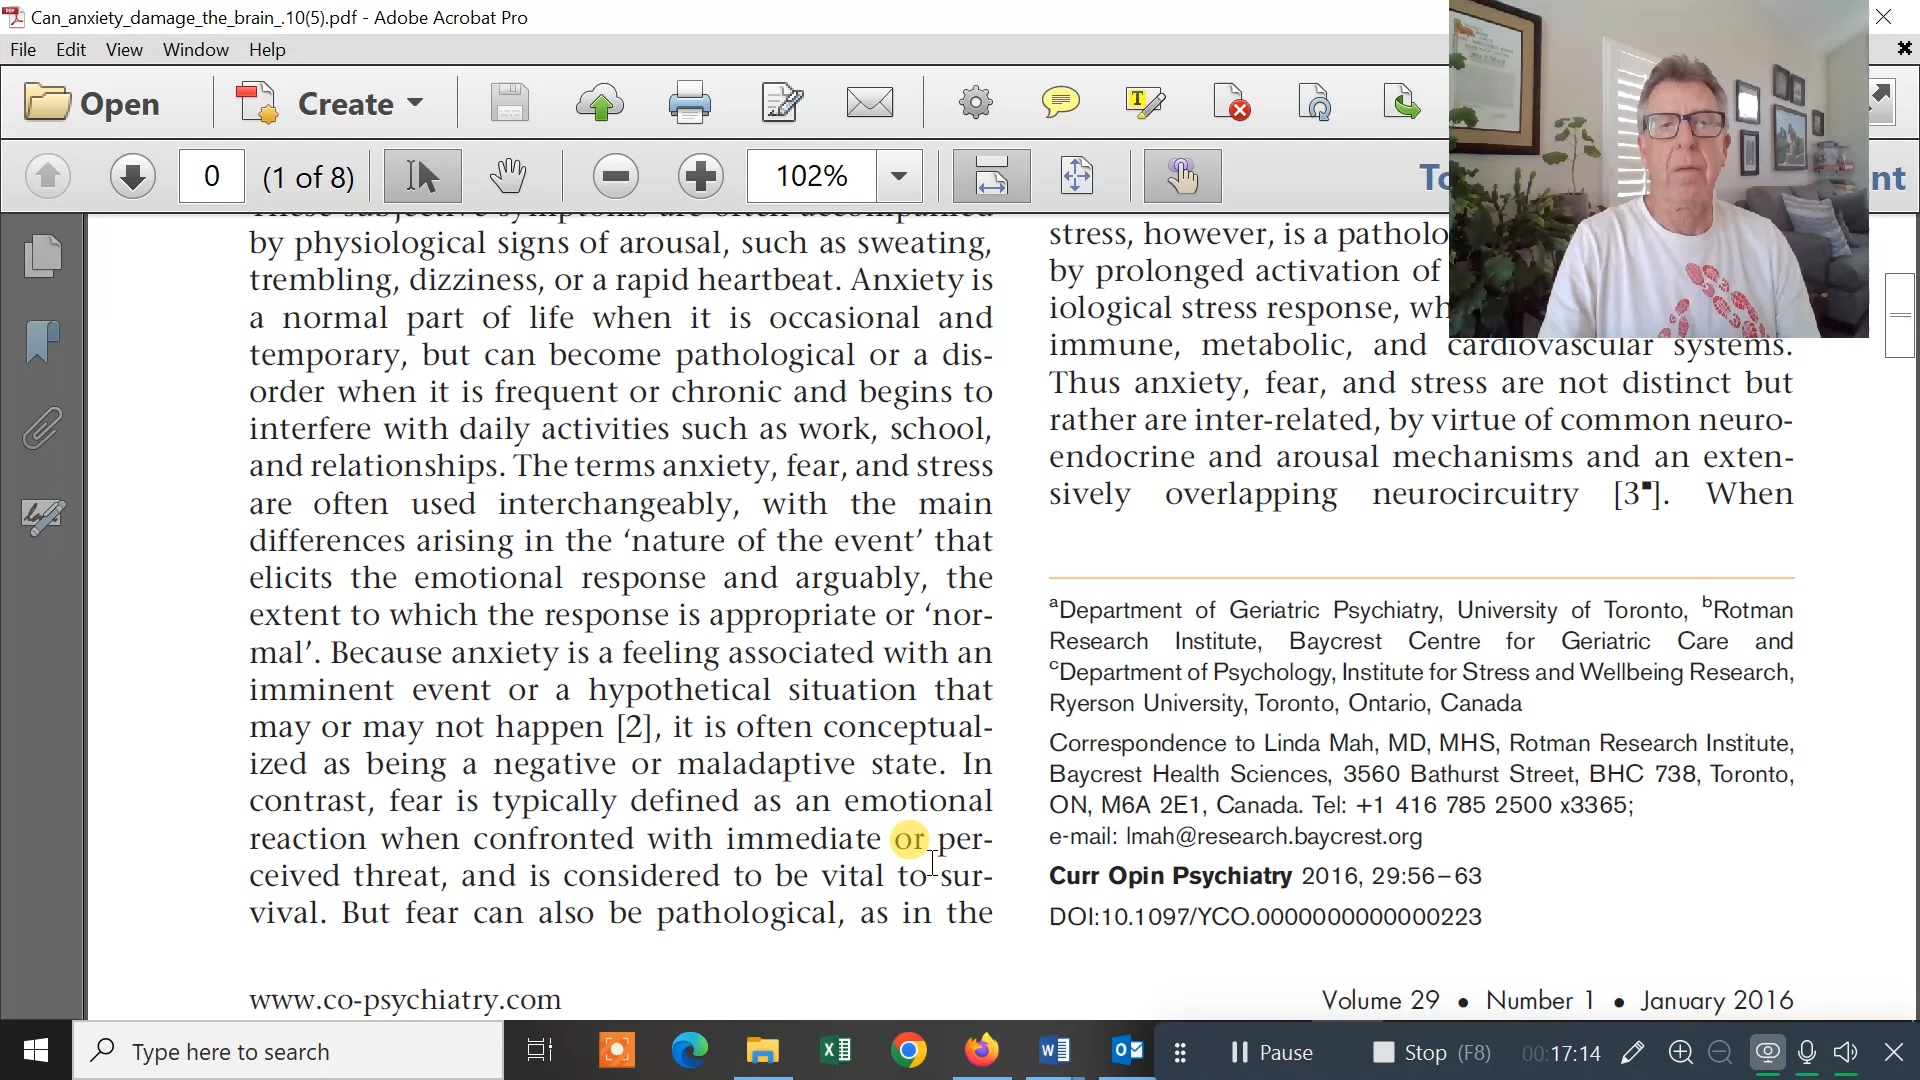 Can_anxiety_damage_the_brain_.10(5).pdf - Adobe Acrobat Pro
File Edit View Window Help
Open Create
0 (1 of 8) 102%
by physiological signs of arousal, such as sweating,
trembling, dizziness, or a rapid heartbeat. Anxiety is
a normal part of life when it is occasional and
temporary, but can become pathological or a dis-
order when it is frequent or chronic and begins to
interfere with daily activities such as work, school,
and relationships. The terms anxiety, fear, and stress
are often used interchangeably, with the main
differences arising in the ‘nature of the event’ that
elicits the emotional response and arguably, the
extent to which the response is appropriate or ‘nor-
mal’. Because anxiety is a feeling associated with an
imminent event or a hypothetical situation that
may or may not happen [2], it is often conceptual-
ized as being a negative or maladaptive state. In
contrast, fear is typically defined as an emotional
reaction when confronted with immediate or per-
ceived threat, and is considered to be vital to sur-
vival. But fear can also be pathological, as in the
stress, however, is a patholo
by prolonged activation of
iological stress response, wh
immune, metabolic, and cardiovascular systems.
Thus anxiety, fear, and stress are not distinct but
rather are inter-related, by virtue of common neuro-
endocrine and arousal mechanisms and an exten-
sively overlapping neurocircuitry [3■]. When
aDepartment of Geriatric Psychiatry, University of Toronto, bRotman
Research Institute, Baycrest Centre for Geriatric Care and
cDepartment of Psychology, Institute for Stress and Wellbeing Research,
Ryerson University, Toronto, Ontario, Canada
Correspondence to Linda Mah, MD, MHS, Rotman Research Institute,
Baycrest Health Sciences, 3560 Bathurst Street, BHC 738, Toronto,
ON, M6A 2E1, Canada. Tel: +1 416 785 2500 x3365;
e-mail: lmah@research.baycrest.org
Curr Opin Psychiatry 2016, 29:56–63
DOI:10.1097/YCO.0000000000000223
www.co-psychiatry.com
Volume 29 • Number 1 • January 2016
Type here to search
Pause Stop (F8) 00:17:14